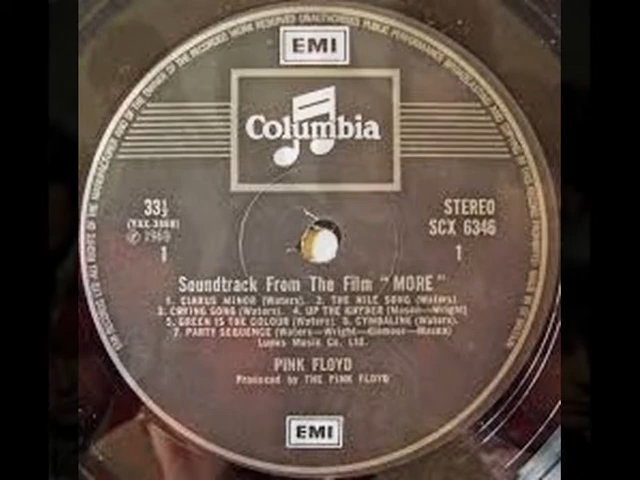 EMI
Columbia
33⅓
℗ 1969
1
STEREO
SCX 6346
1
Soundtrack From The Film "MORE"
1. CIRRUS MINOR (Waters). 2. THE NILE SONG (Waters).
3. CRYING SONG (Waters). 4. UP THE KHYBER (Mason—Wright)
5. GREEN IS THE COLOUR (Waters). 6. CYMBALINE (Waters).
7. PARTY SEQUENCE (Waters—Wright—Gilmour—Mason)
Lupus Music Co. Ltd.
PINK FLOYD
Produced by THE PINK FLOYD
EMI